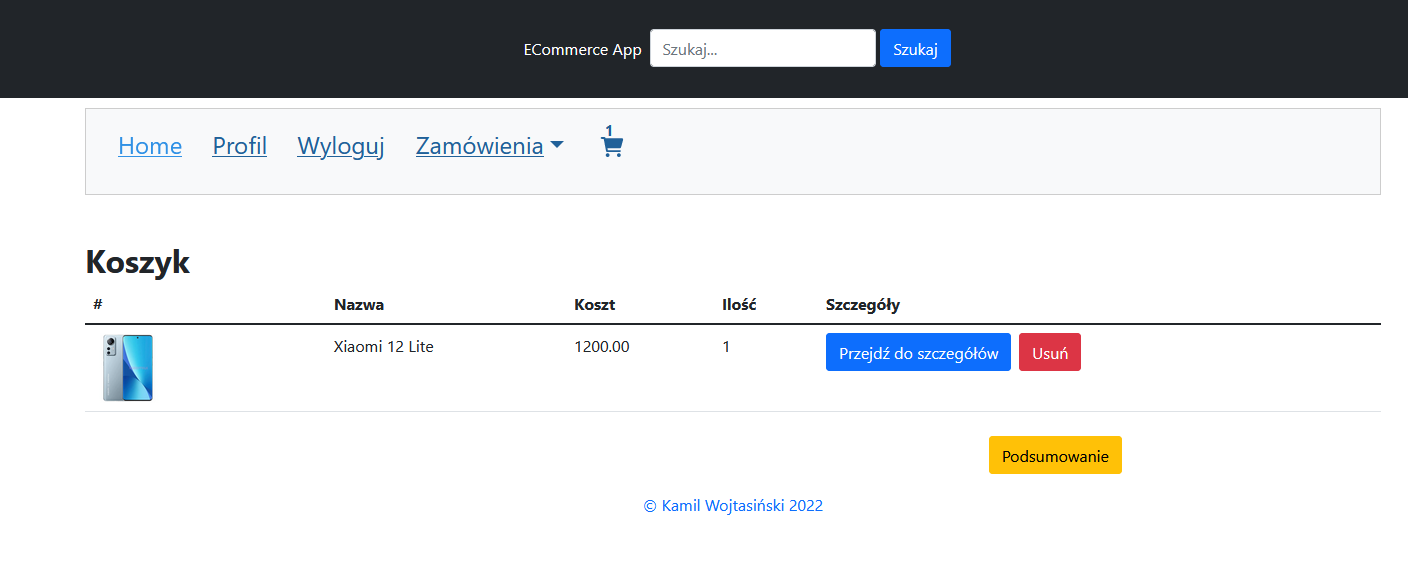 ECommerce App Szukaj... Szukaj
Home Profil Wyloguj Zamówienia 1
Koszyk
# Nazwa Koszt Ilość Szczegóły
Xiaomi 12 Lite 1200.00 1 Przejdź do szczegółów Usuń
Podsumowanie
© Kamil Wojtasiński 2022